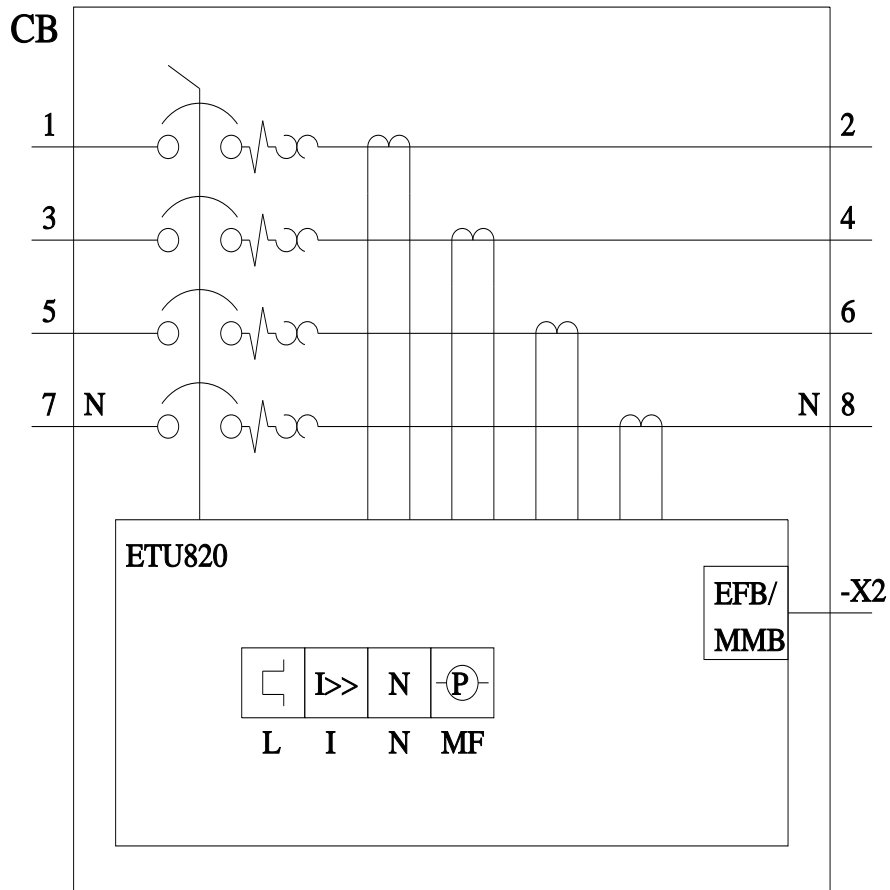 CB
1 2
3 4
5 6
7 N N 8
ETU820
EFB/ -X2
MMB
I>> N P
L I N MF